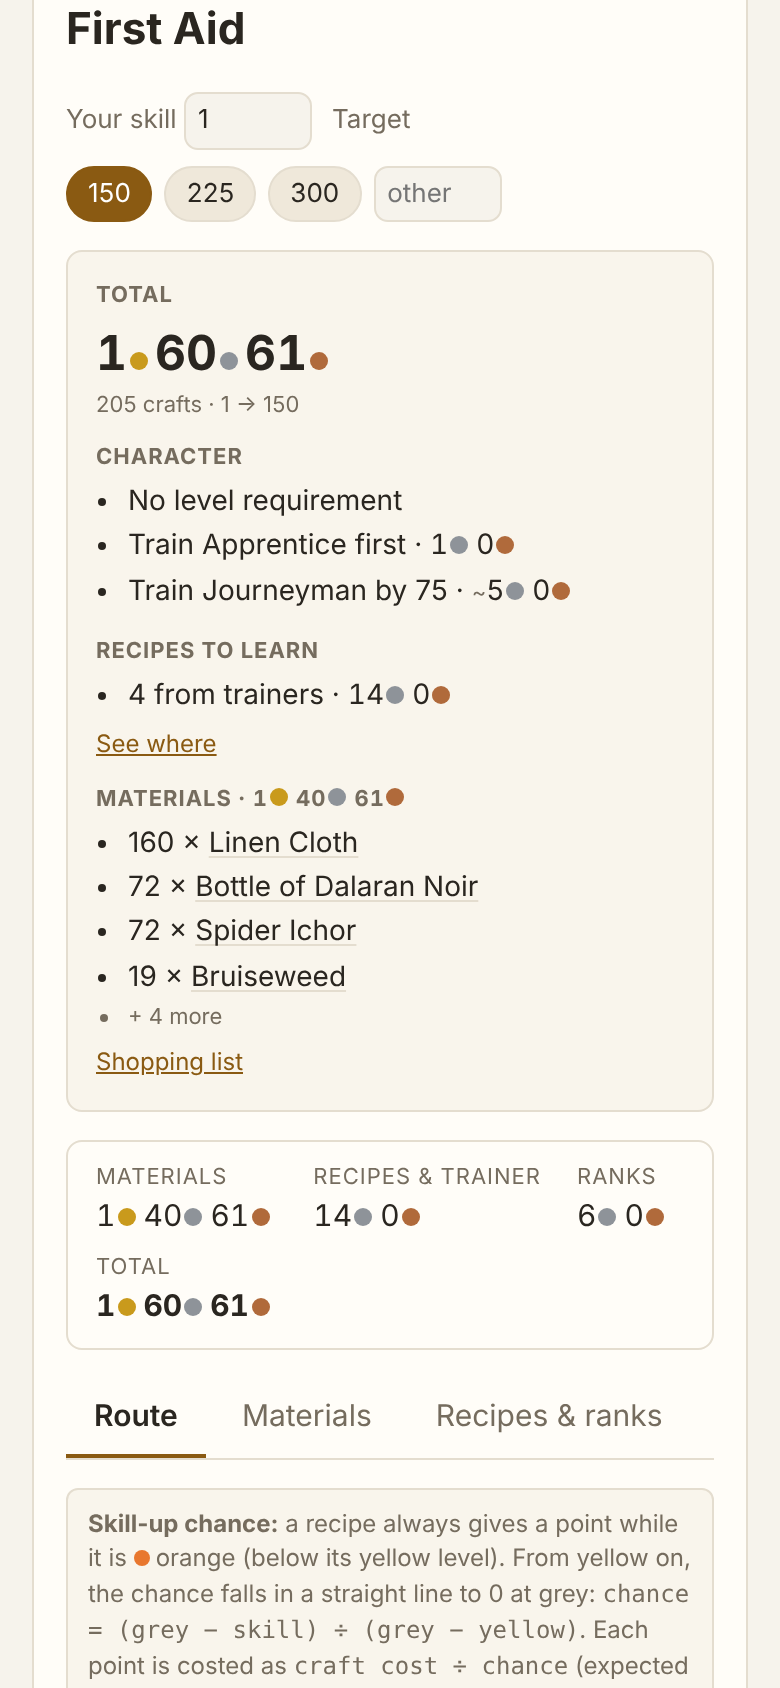 First Aid
Your skill 1 Target
150 225 300 other
TOTAL
1 60 61
205 crafts · 1 → 150
CHARACTER
• No level requirement
• Train Apprentice first · 1 0
• Train Journeyman by 75 · ~5 0
RECIPES TO LEARN
• 4 from trainers · 14 0
See where
MATERIALS · 1 40 61
• 160 × Linen Cloth
• 72 × Bottle of Dalaran Noir
• 72 × Spider Ichor
• 19 × Bruiseweed
• + 4 more
Shopping list
MATERIALS RECIPES & TRAINER RANKS
1 40 61 14 0 6 0
TOTAL
1 60 61
Route Materials Recipes & ranks
Skill-up chance: a recipe always gives a point while
it is orange (below its yellow level). From yellow on,
the chance falls in a straight line to 0 at grey: chance
= (grey − skill) ÷ (grey − yellow). Each
point is costed as craft cost ÷ chance (expected